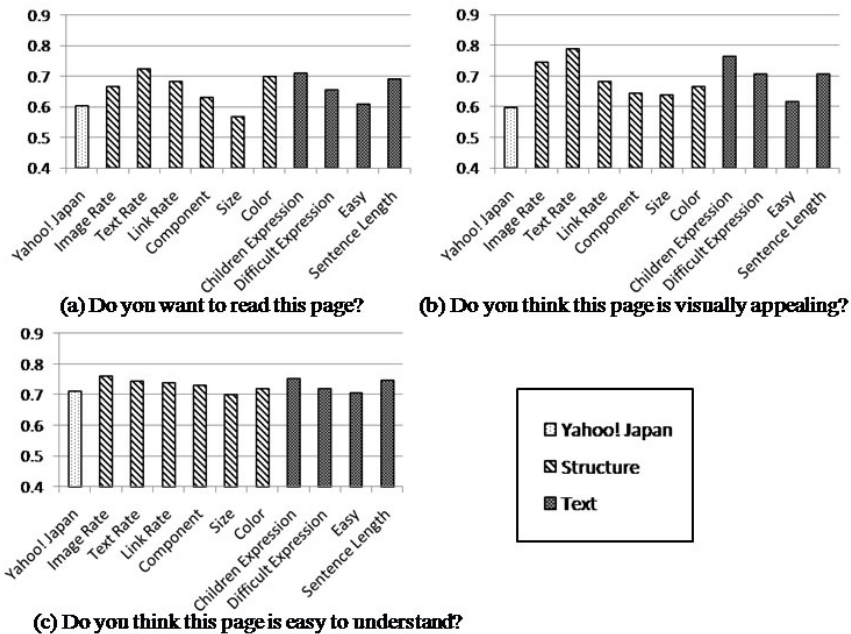 0.9
0.8
0.7
0.6
0.5
0.4
Yahoo! Japan
Image Rate
Text Rate
Link Rate
Component
Size
Color
Children Expression
Difficult Expression
Easy
Sentence Length
(a) Do you want to read this page?
0.9
0.8
0.7
0.6
0.5
0.4
Yahoo! Japan
Image Rate
Text Rate
Link Rate
Component
Size
Color
Children Expression
Difficult Expression
Easy
Sentence Length
(b) Do you think this page is visually appealing?
0.9
0.8
0.7
0.6
0.5
0.4
Yahoo! Japan
Image Rate
Text Rate
Link Rate
Component
Size
Color
Children Expression
Difficult Expression
Easy
Sentence Length
(c) Do you think this page is easy to understand?
Yahoo! Japan
Structure
Text